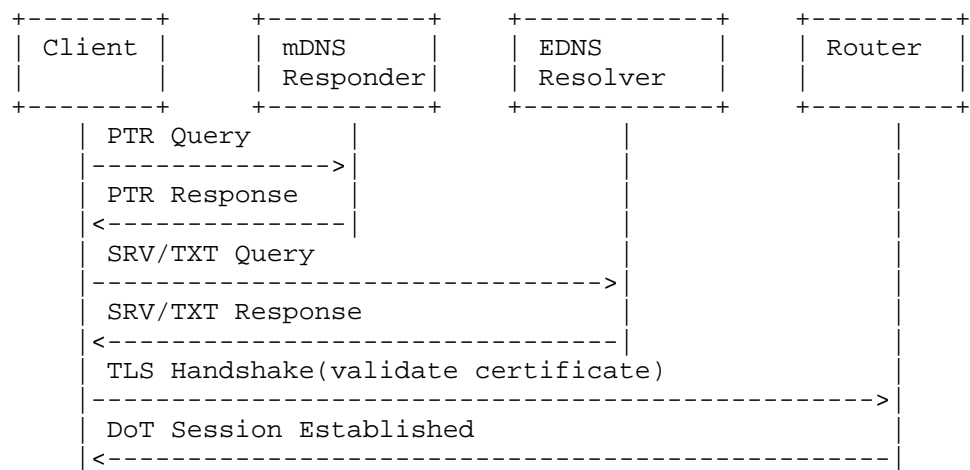 Client mDNS EDNS Router
Responder Resolver
PTR Query
PTR Response
SRV/TXT Query
SRV/TXT Response
TLS Handshake(validate certificate)
DoT Session Established